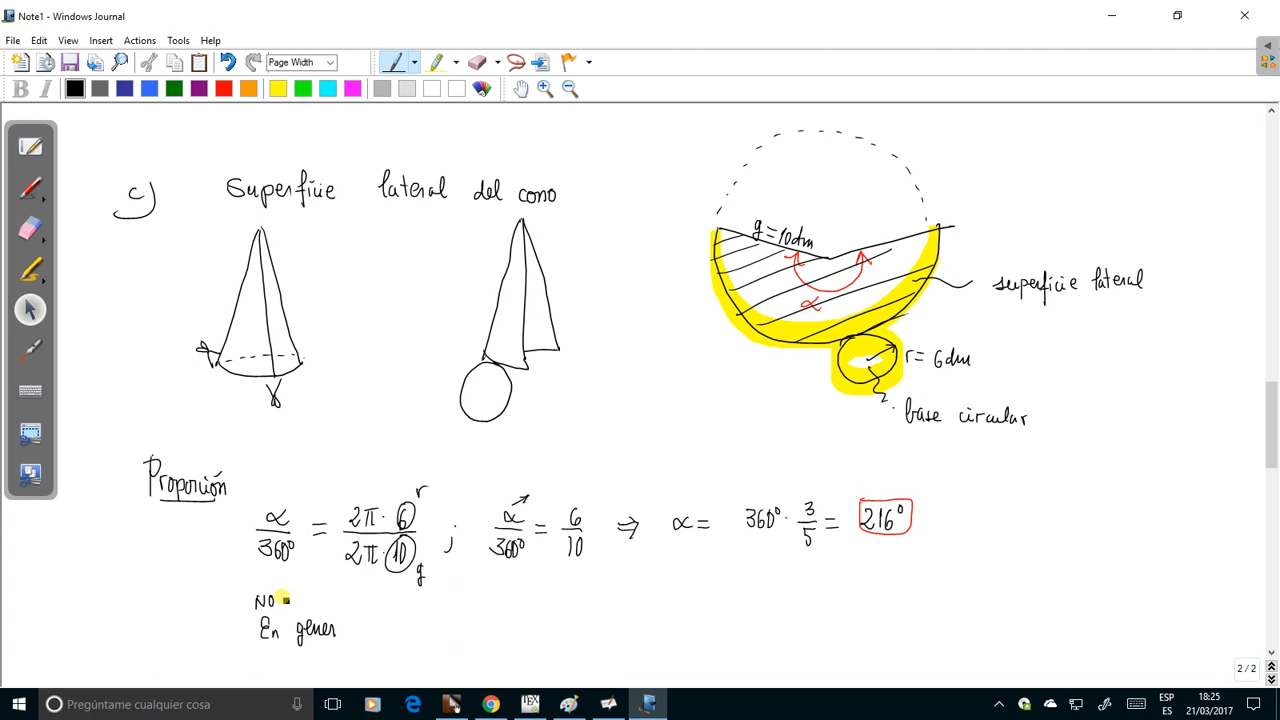 Note1 - Windows Journal
File Edit View Insert Actions Tools Help
Page Width
B I
c) Superficie lateral del cono
g = 10 dm
α
superficie lateral
r = 6 dm
base circular
Proporción
α/360° = 2π · 6/2π · 10 ; α/360° = 6/10 ⇒ α = 360° · 3/5 = 216°
r
g
NO
En gener
2 / 2
Pregúntame cualquier cosa
ESP 18:25
ES 21/03/2017